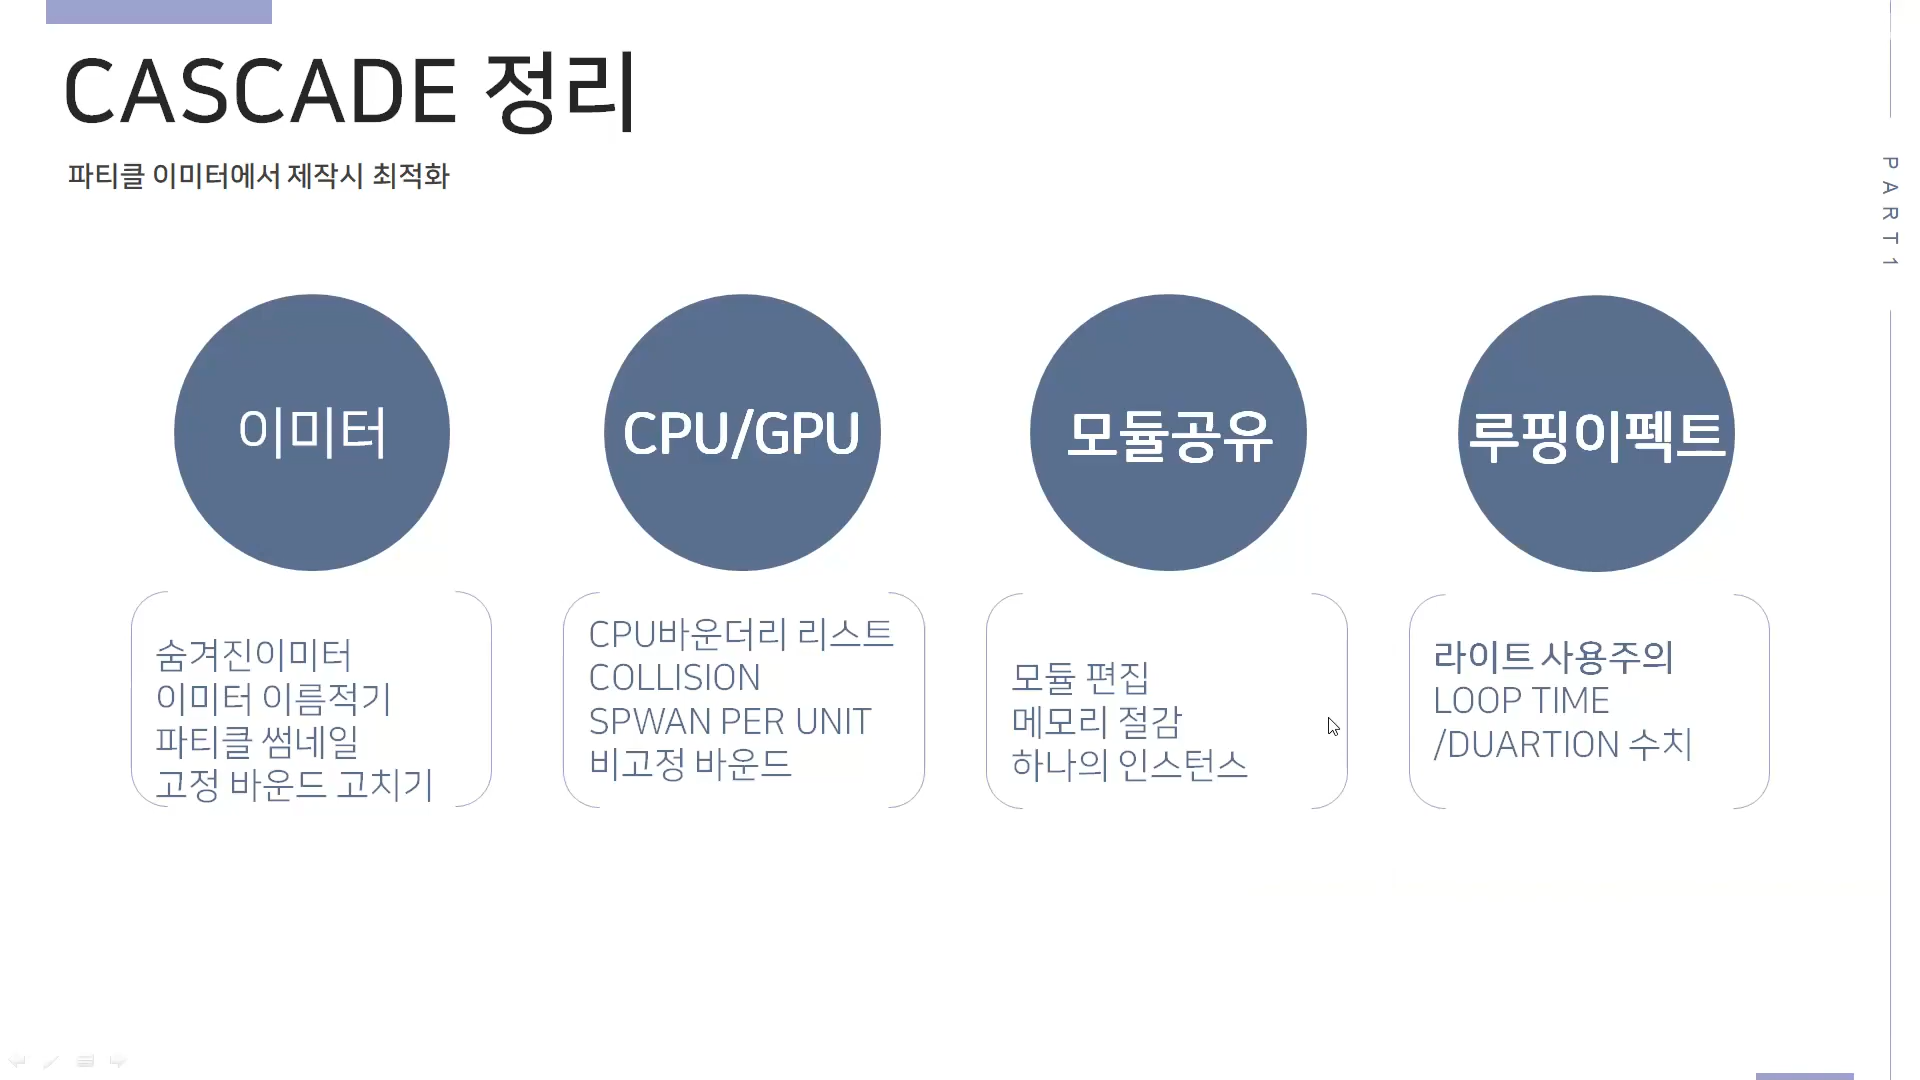 CASCADE 정리
파티클 이미터에서 제작시 최적화
PART1
이미터
숨겨진이미터
이미터 이름적기
파티클 썸네일
고정 바운드 고치기
CPU/GPU
CPU바운더리 리스트
COLLISION
SPWAN PER UNIT
비고정 바운드
모듈공유
모듈 편집
메모리 절감
하나의 인스턴스
루핑이펙트
라이트 사용주의
LOOP TIME
/DUARTION 수치